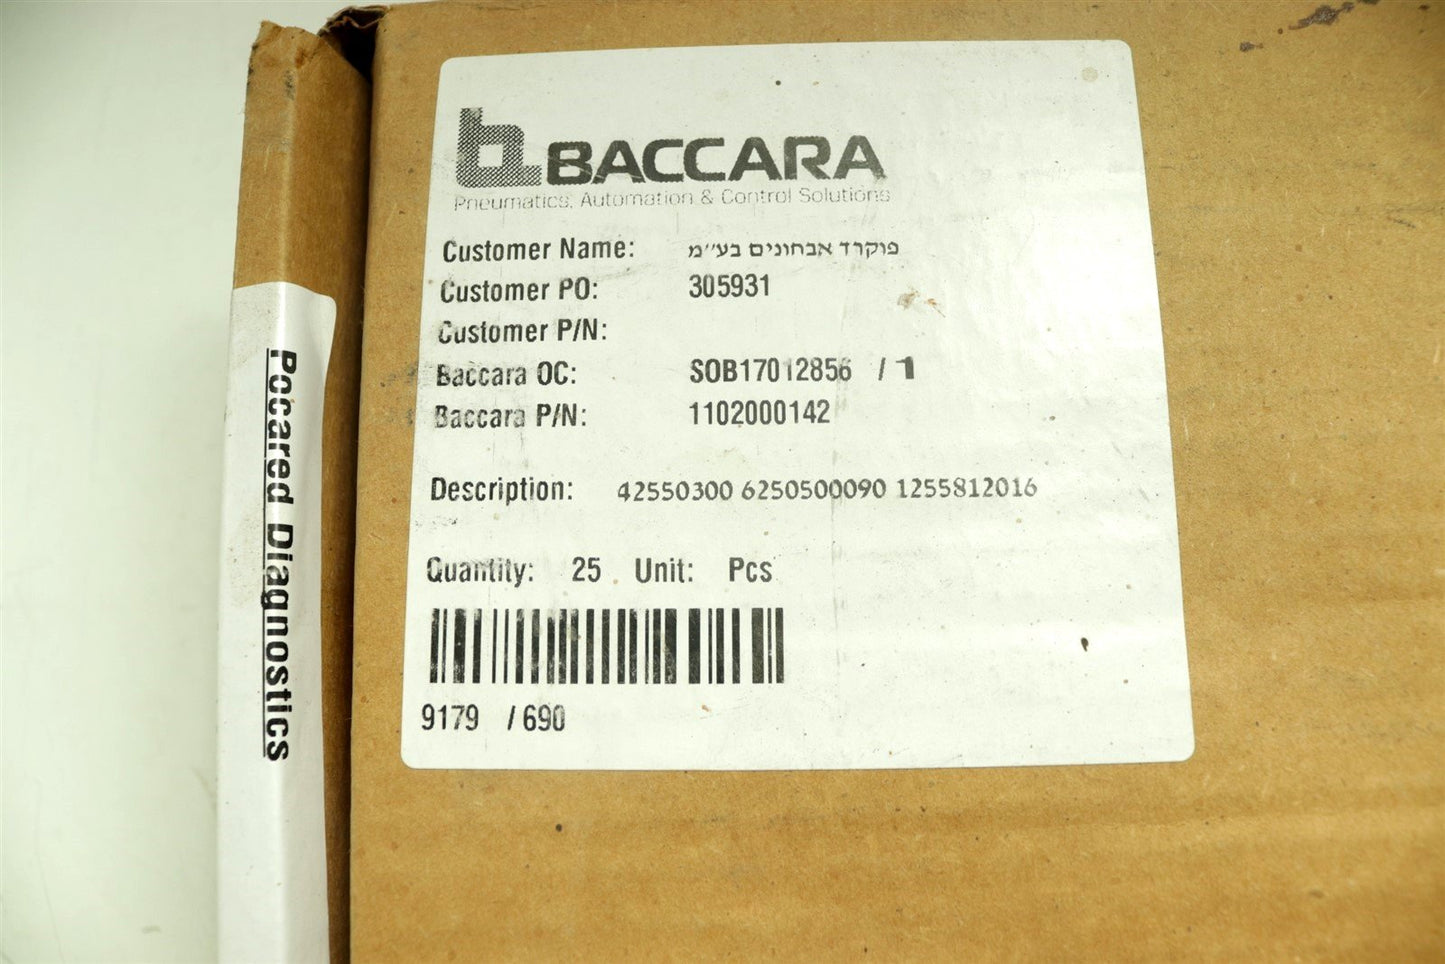 BACCARA
Pneumatics, Automation & Control Solutions
Customer Name: פוקרד אבחונים בע״מ
Customer PO: 305931
Customer P/N:
Baccara OC: SOB17012856 / 1
Baccara P/N: 1102000142
Description: 42550300 6250500090 1255812016
Quantity: 25 Unit: Pcs
9179 / 690
Pocared Diagnostics